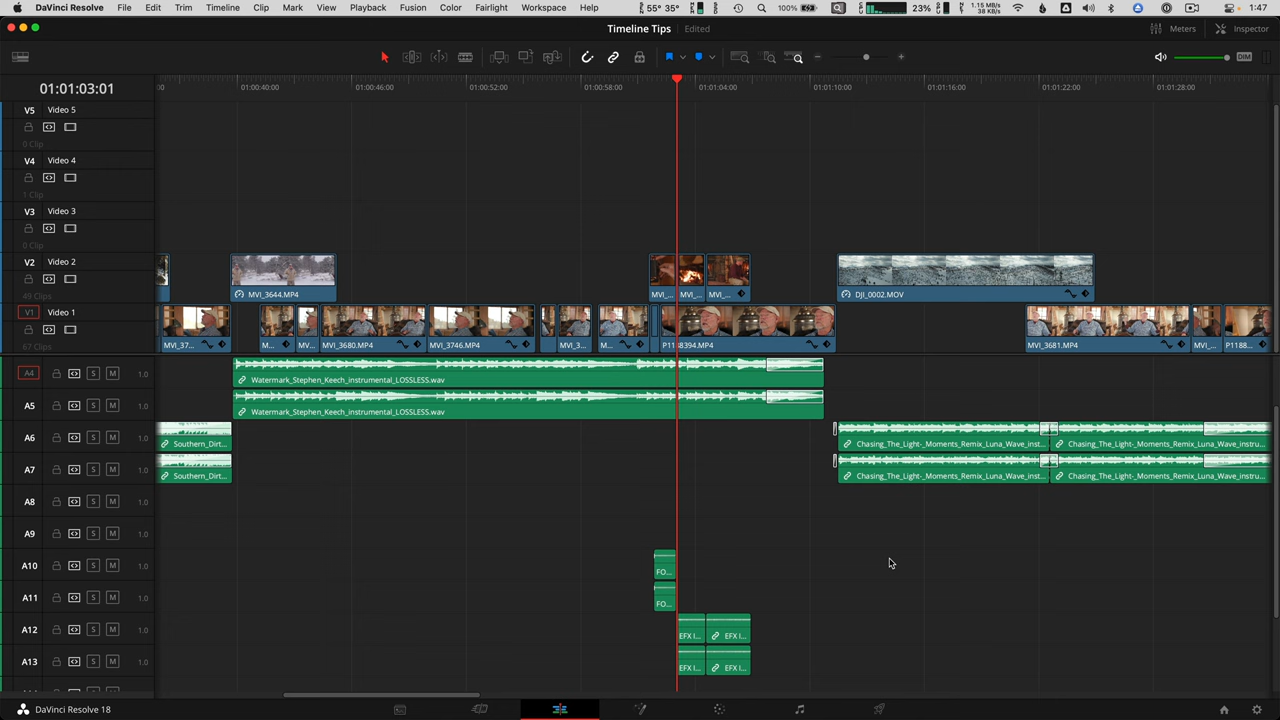 DaVinci Resolve File Edit Trim Timeline Clip Mark View Playback Fusion Color Fairlight Workspace Help 55° 35° 100% 23% 1.15 MB/s 38 KB/s 1:47
Timeline Tips Edited Meters Inspector
DIM
01:01:03:01
:00 01:00:40:00 01:00:46:00 01:00:52:00 01:00:58:00 01:01:04:00 01:01:10:00 01:01:16:00 01:01:22:00 01:01:28:00
V5 Video 5
0 Clip
V4 Video 4
1 Clip
V3 Video 3
0 Clip
V2 Video 2
49 Clips
MVI_3644.MP4 MVI_... MVI_... MVI_... DJI_0002.MOV
V1 Video 1
67 Clips
MVI_37... M... MV... MVI_3680.MP4 MVI_3746.MP4 MVI_3... M... MVI_3681.MP4 MVI_... P1188...
A4 S M 1.0 Watermark_Stephen_Keech_instrumental_LOSSLESS.wav
A5 S M 1.0 Watermark_Stephen_Keech_instrumental_LOSSLESS.wav
A6 S M 1.0 Southern_Dirt... Chasing_The_Light-_Moments_Remix_Luna_Wave_inst... Chasing_The_Light-_Moments_Remix_Luna_Wave_instru...
A7 S M 1.0 Southern_Dirt... Chasing_The_Light-_Moments_Remix_Luna_Wave_inst... Chasing_The_Light-_Moments_Remix_Luna_Wave_instru...
A8 S M 1.0
A9 S M 1.0
A10 S M 1.0 FO...
A11 S M 1.0 FO...
A12 S M 1.0 EFX I... EFX I...
A13 S M 1.0 EFX I... EFX I...
DaVinci Resolve 18